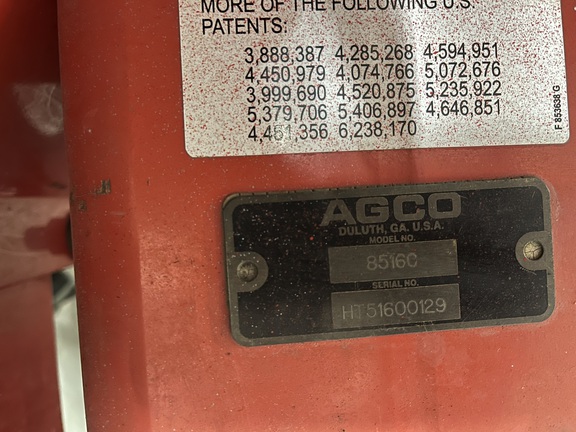 MORE OF THE FOLLOWING U.S.
PATENTS:
3,888,387 4,285,268 4,594,951
4,450,979 4,074,766 5,072,676
3,999,690 4,520,875 5,235,922
5,379,706 5,406,897 4,646,851
4,451,356 6,238,170
F 853638 G
AGCO
DULUTH, GA. U.S.A.
MODEL NO.
8516C
SERIAL NO.
HT51600129